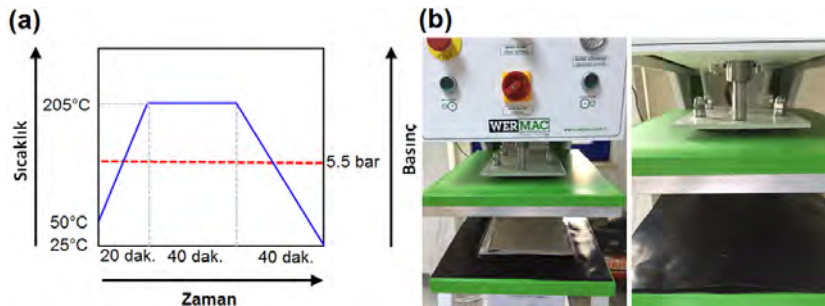 (a)
(b)
Sıcaklık
205°C
50°C
25°C
5.5 bar
Basınç
20 dak.
40 dak.
40 dak.
Zaman
WERMAC